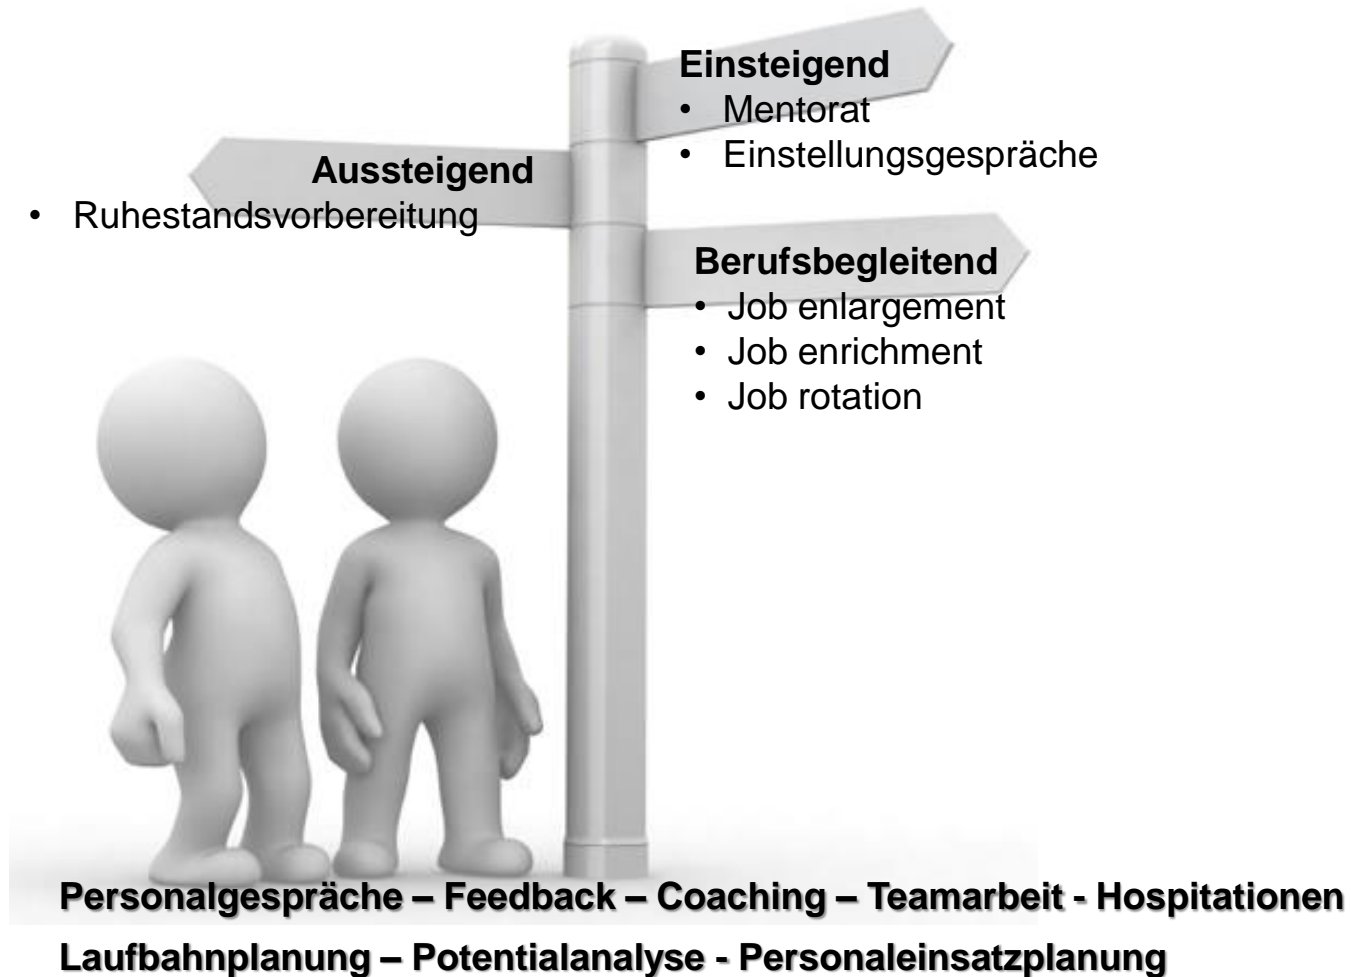 Einsteigend
• Mentorat
• Einstellungsgespräche
Aussteigend
• Ruhestandsvorbereitung
Berufsbegleitend
• Job enlargement
• Job enrichment
• Job rotation
Personalgespräche – Feedback – Coaching – Teamarbeit - Hospitationen
Laufbahnplanung – Potentialanalyse - Personaleinsatzplanung